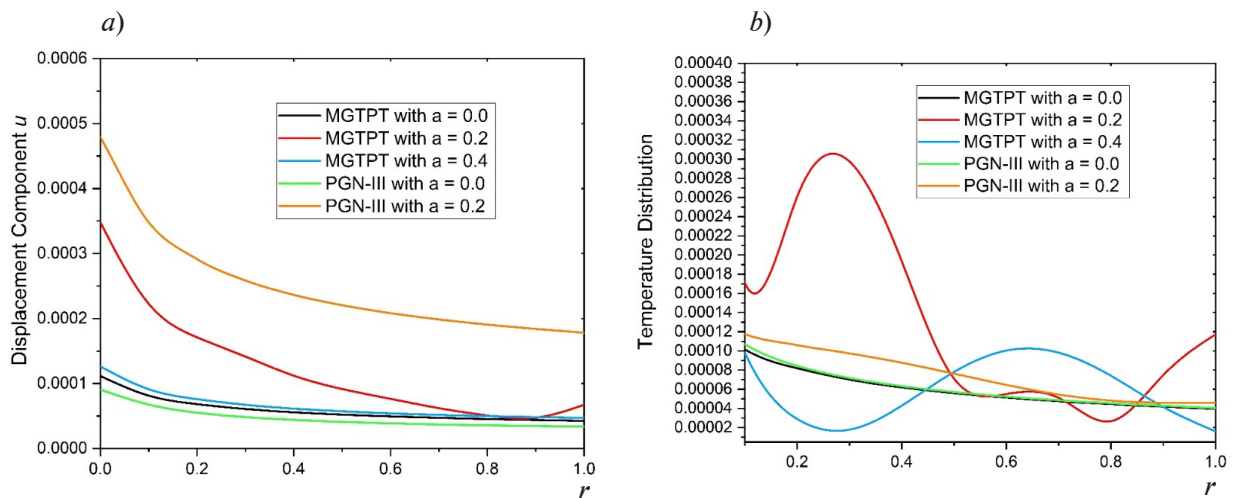 a)
0.0006
0.0005
0.0004
0.0003
0.0002
0.0001
0.0000
Displacement Component u
MGTPT with a = 0.0
MGTPT with a = 0.2
MGTPT with a = 0.4
PGN-III with a = 0.0
PGN-III with a = 0.2
0.0 0.2 0.4 0.6 0.8 1.0
r
b)
0.00040
0.00038
0.00036
0.00034
0.00032
0.00030
0.00028
0.00026
0.00024
0.00022
0.00020
0.00018
0.00016
0.00014
0.00012
0.00010
0.00008
0.00006
0.00004
0.00002
Temperature Distribution
MGTPT with a = 0.0
MGTPT with a = 0.2
MGTPT with a = 0.4
PGN-III with a = 0.0
PGN-III with a = 0.2
0.2 0.4 0.6 0.8 1.0
r